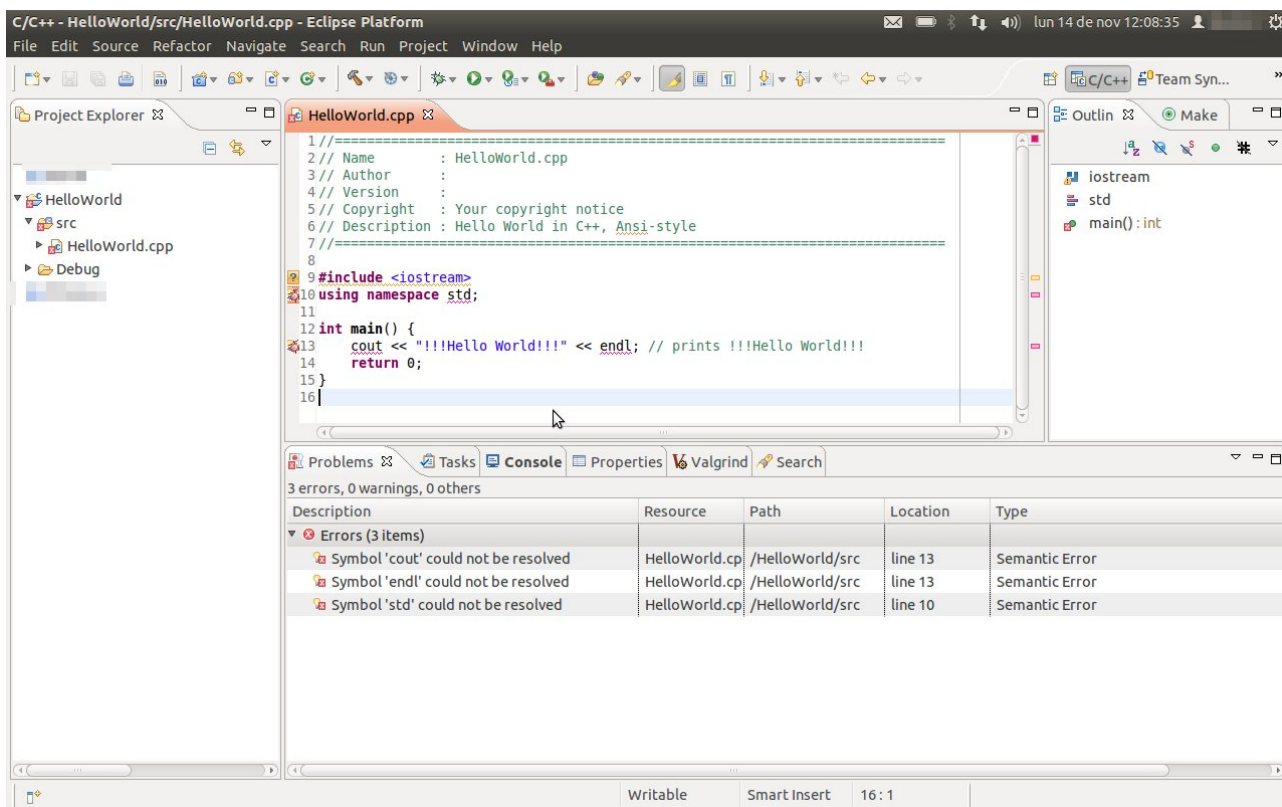 C/C++ - HelloWorld/src/HelloWorld.cpp - Eclipse Platform
lun 14 de nov 12:08:35
File Edit Source Refactor Navigate Search Run Project Window Help
C/C++ Team Syn... »
Project Explorer
HelloWorld
src
HelloWorld.cpp
Debug
HelloWorld.cpp
1 //=========================================================================
2 // Name        : HelloWorld.cpp
3 // Author      :
4 // Version     :
5 // Copyright   : Your copyright notice
6 // Description : Hello World in C++, Ansi-style
7 //=========================================================================
8
9 #include <iostream>
10 using namespace std;
11
12 int main() {
13     cout << "!!!Hello World!!!" << endl; // prints !!!Hello World!!!
14     return 0;
15 }
16
Outlin Make
iostream
std
main() : int
Problems Tasks Console Properties Valgrind Search
3 errors, 0 warnings, 0 others
Description Resource Path Location Type
Errors (3 items)
Symbol 'cout' could not be resolved HelloWorld.cp /HelloWorld/src line 13 Semantic Error
Symbol 'endl' could not be resolved HelloWorld.cp /HelloWorld/src line 13 Semantic Error
Symbol 'std' could not be resolved HelloWorld.cp /HelloWorld/src line 10 Semantic Error
Writable Smart Insert 16 : 1